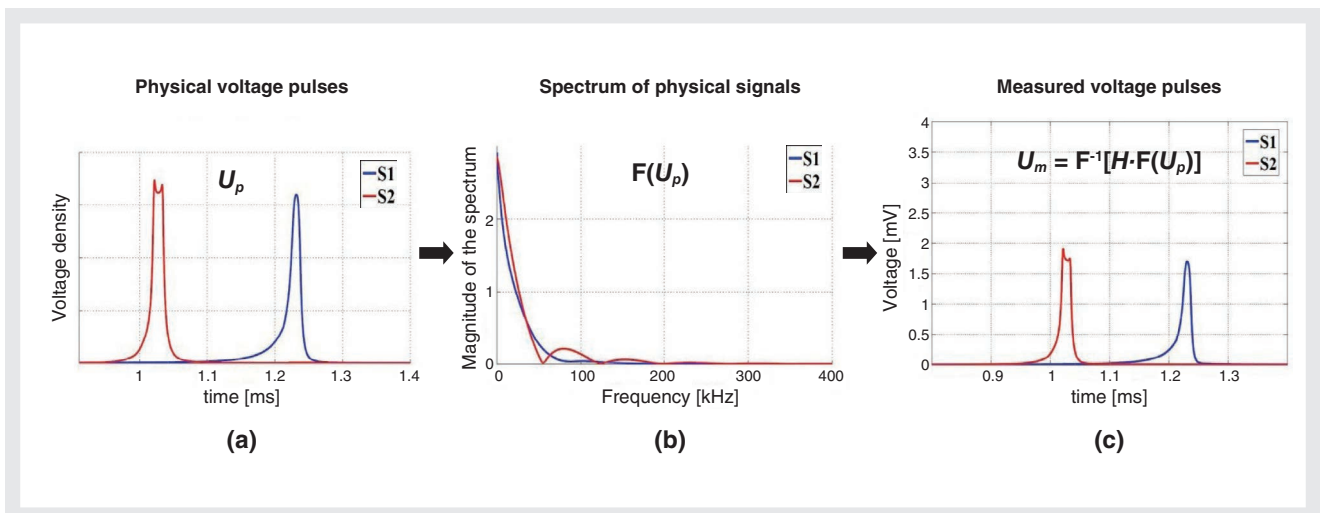 Physical voltage pulses
Voltage density
U_p
S1
S2
1
1.1
1.2
1.3
1.4
time [ms]
(a)
Spectrum of physical signals
Magnitude of the spectrum
F(U_p)
S1
S2
2
1
0
0
100
200
300
400
Frequency [kHz]
(b)
Measured voltage pulses
Voltage [mV]
U_m = F⁻¹[H·F(U_p)]
S1
S2
4
3.5
3
2.5
2
1.5
1
0.5
0
0.9
1
1.1
1.2
1.3
time [ms]
(c)